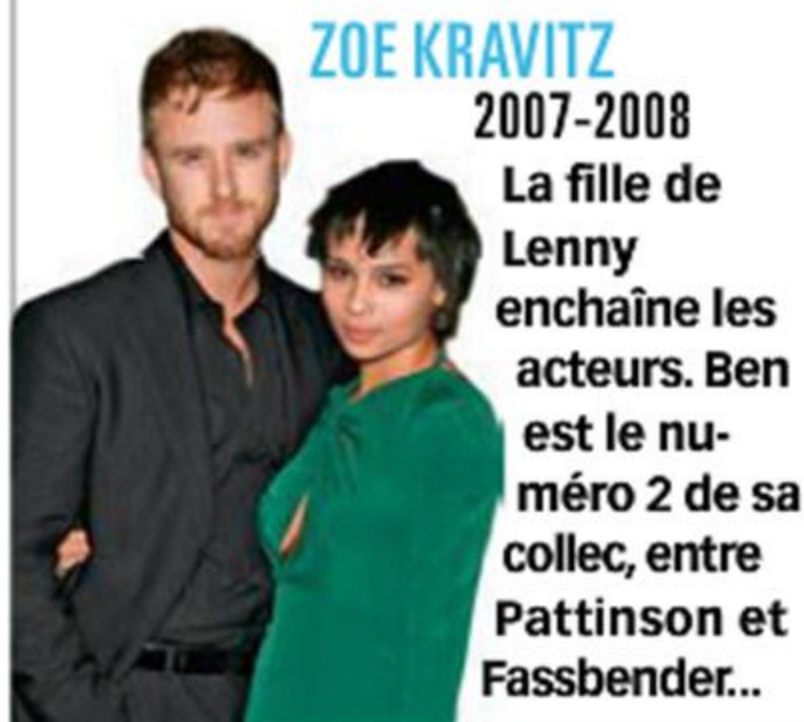 ZOE KRAVITZ
2007-2008
La fille de
Lenny
enchaîne les
acteurs. Ben
est le nu-
méro 2 de sa
collec, entre
Pattinson et
Fassbender...